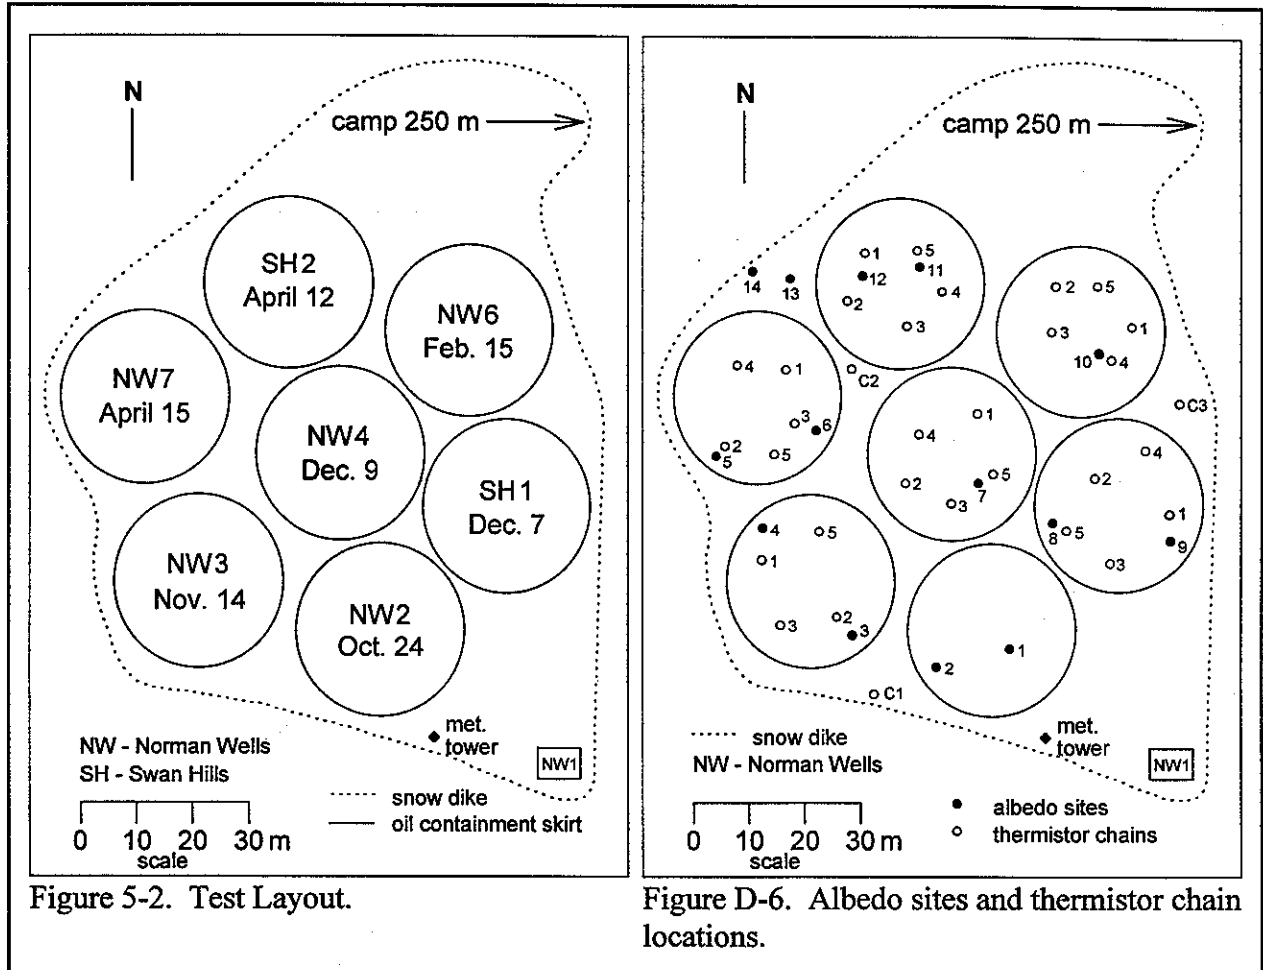 N
camp 250 m
SH2
April 12
NW6
Feb. 15
NW7
April 15
NW4
Dec. 9
SH1
Dec. 7
NW3
Nov. 14
NW2
Oct. 24
met.
tower
NW1
NW - Norman Wells
SH - Swan Hills
0 10 20 30 m
scale
snow dike
oil containment skirt
Figure 5-2. Test Layout.
N
camp 250 m
14
13
1
5
12
11
2
4
3
2
5
3
1
10
4
C2
C3
4
1
3
6
2
5
5
1
4
2
5
7
3
4
2
1
8
5
9
3
4
5
1
3
2
3
1
2
C1
met.
tower
NW1
snow dike
NW - Norman Wells
0 10 20 30 m
scale
albedo sites
thermistor chains
Figure D-6. Albedo sites and thermistor chain
locations.